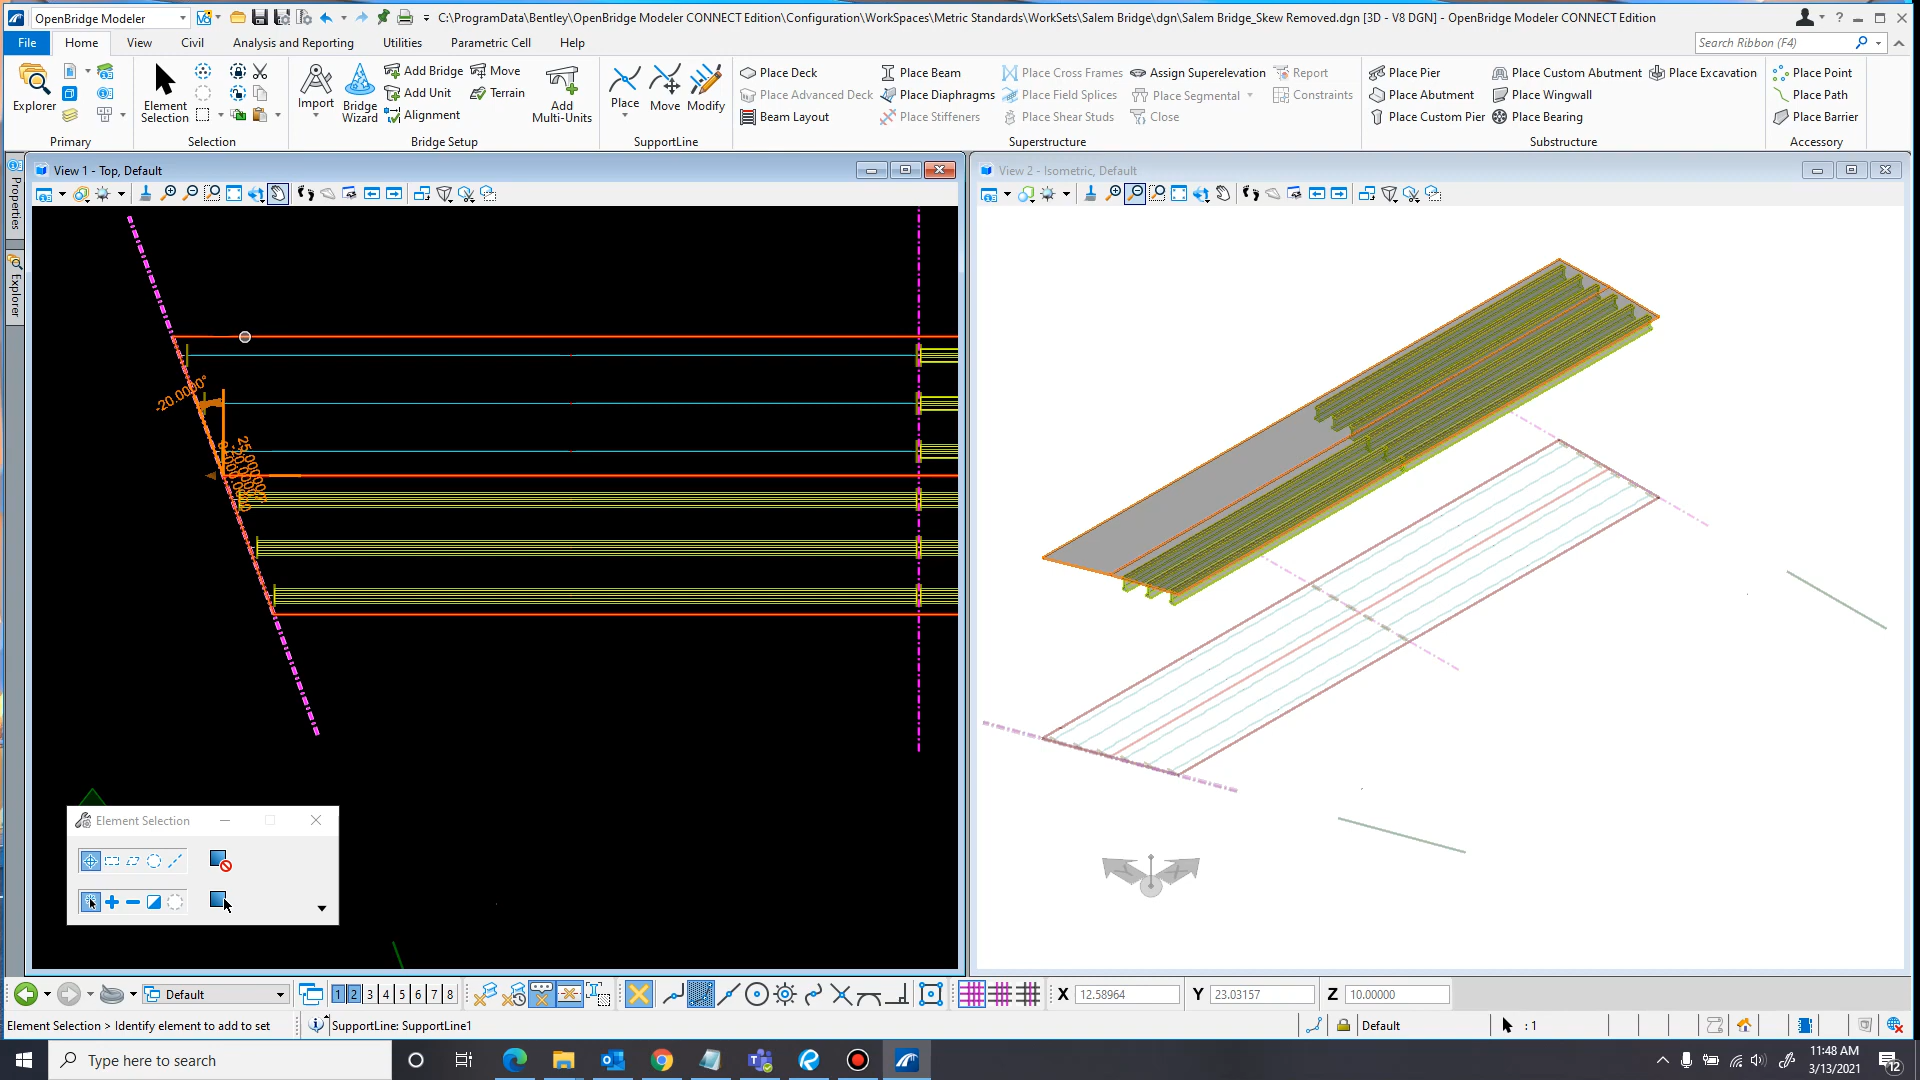 OpenBridge Modeler
C:\ProgramData\Bentley\OpenBridge Modeler CONNECT Edition\Configuration\WorkSpaces\Metric Standards\WorkSets\Salem Bridge\dgn\Salem Bridge_Skew Removed.dgn [3D - V8 DGN] - OpenBridge Modeler CONNECT Edition
File Home View Civil Analysis and Reporting Utilities Parametric Cell Help
Search Ribbon (F4)
Explorer
Primary
Element Selection
Selection
Import
Bridge Wizard
Add Bridge
Add Unit
Alignment
Move
Terrain
Add Multi-Units
Bridge Setup
Place
Move
Modify
SupportLine
Place Deck
Place Advanced Deck
Beam Layout
Place Beam
Place Diaphragms
Place Stiffeners
Place Cross Frames
Place Field Splices
Place Shear Studs
Assign Superelevation
Place Segmental
Close
Report
Constraints
Superstructure
Place Pier
Place Abutment
Place Custom Pier
Place Custom Abutment
Place Wingwall
Place Bearing
Place Excavation
Substructure
Place Point
Place Path
Place Barrier
Accessory
Properties
Explorer
View 1 - Top, Default
View 2 - Isometric, Default
-20.0000°
Element Selection
Default
1 2 3 4 5 6 7 8
X 12.58964
Y 23.03157
Z 10.00000
Element Selection > Identify element to add to set
SupportLine: SupportLine1
Default
: 1
Type here to search
11:48 AM
3/13/2021
12